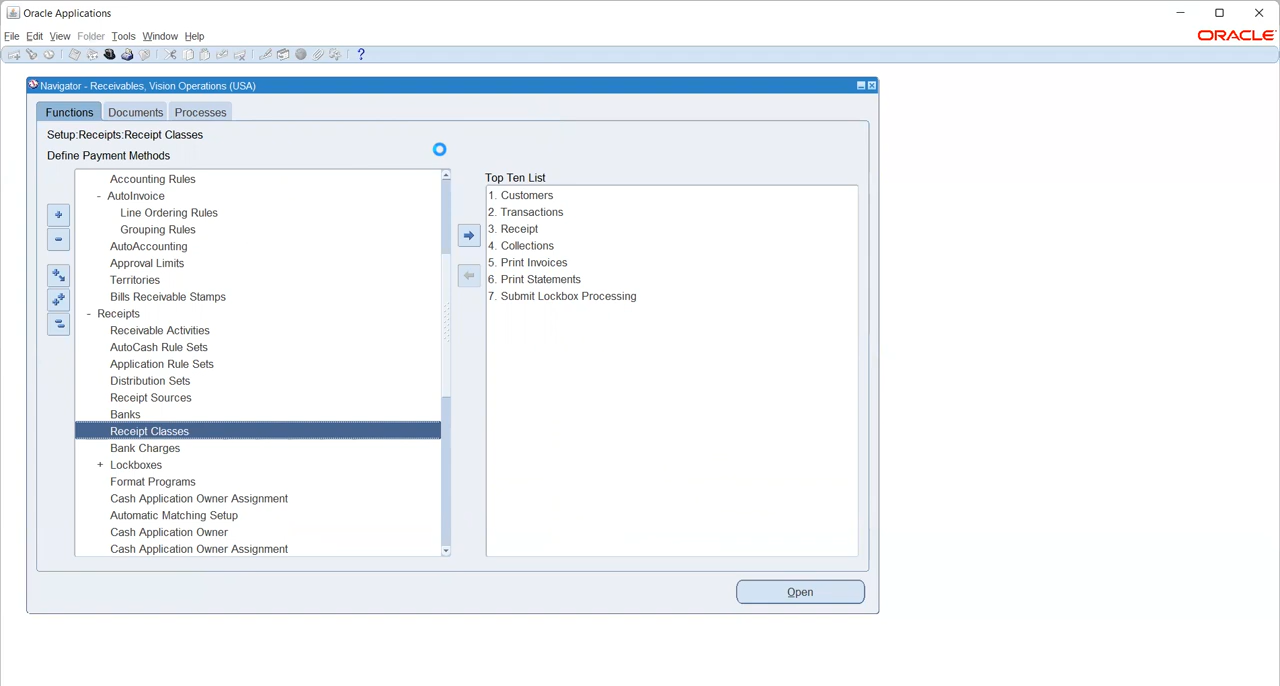 Oracle Applications
File Edit View Folder Tools Window Help
ORACLE
?
Navigator - Receivables, Vision Operations (USA)
Functions Documents Processes
Setup:Receipts:Receipt Classes
Define Payment Methods
Accounting Rules
- AutoInvoice
Line Ordering Rules
Grouping Rules
AutoAccounting
Approval Limits
Territories
Bills Receivable Stamps
- Receipts
Receivable Activities
AutoCash Rule Sets
Application Rule Sets
Distribution Sets
Receipt Sources
Banks
Receipt Classes
Bank Charges
+ Lockboxes
Format Programs
Cash Application Owner Assignment
Automatic Matching Setup
Cash Application Owner
Cash Application Owner Assignment
Top Ten List
1. Customers
2. Transactions
3. Receipt
4. Collections
5. Print Invoices
6. Print Statements
7. Submit Lockbox Processing
Open